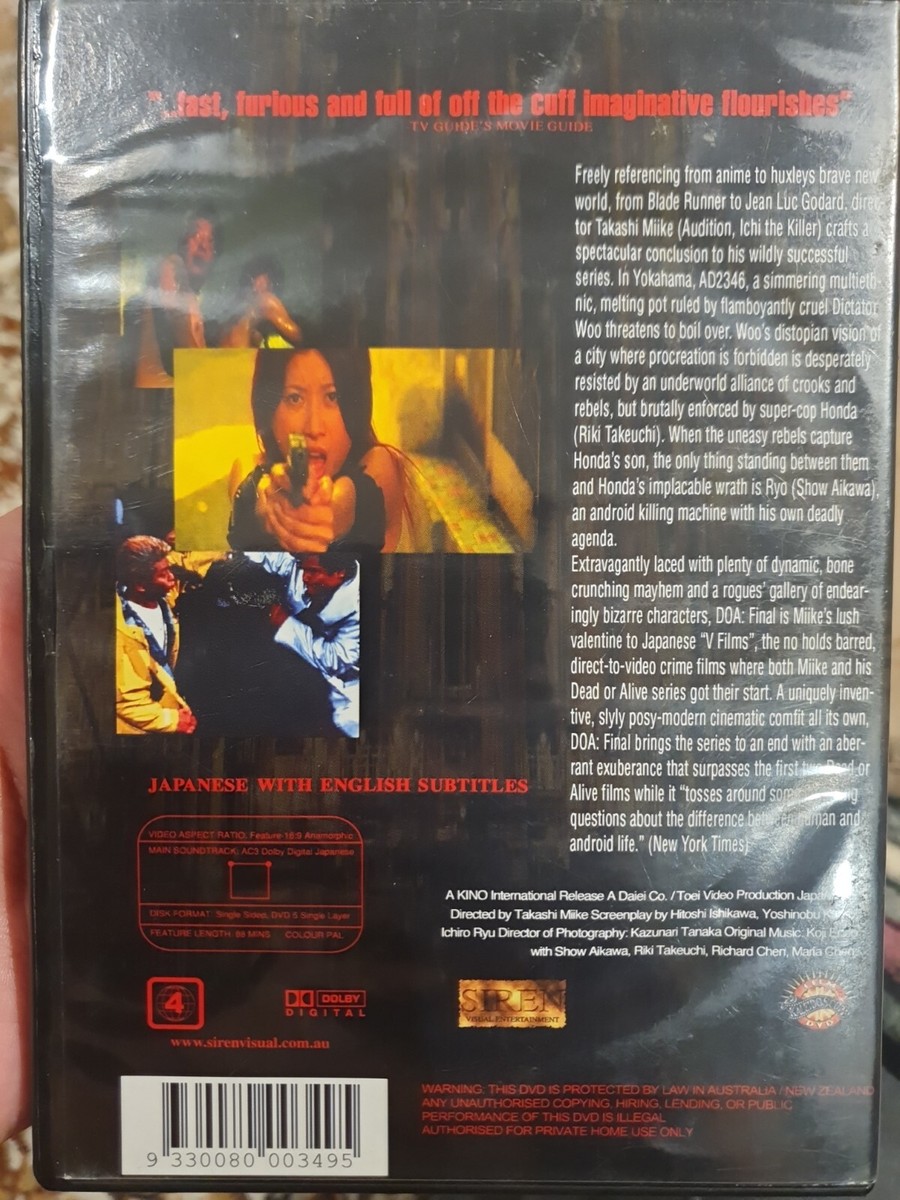 "..fast, furious and full of off the cuff imaginative flourishes"
TV GUIDE'S MOVIE GUIDE
Freely referencing from anime to huxleys brave new
world, from Blade Runner to Jean Luc Godard, direc-
tor Takashi Miike (Audition, Ichi the Killer) crafts a
spectacular conclusion to his wildly successful
series. In Yokahama, AD2346, a simmering multieth-
nic, melting pot ruled by flamboyantly cruel Dictator
Woo threatens to boil over. Woo's distopian vision of
a city where procreation is forbidden is desperately
resisted by an underworld alliance of crooks and
rebels, but brutally enforced by super-cop Honda
(Riki Takeuchi). When the uneasy rebels capture
Honda's son, the only thing standing between them
and Honda's implacable wrath is Ryo (Show Aikawa),
an android killing machine with his own deadly
agenda.
Extravagantly laced with plenty of dynamic, bone
crunching mayhem and a rogues' gallery of endear-
ingly bizarre characters, DOA: Final is Miike's lush
valentine to Japanese "V Films", the no holds barred,
direct-to-video crime films where both Miike and his
Dead or Alive series got their start. A uniquely inven-
tive, slyly posy-modern cinematic comfit all its own,
DOA: Final brings the series to an end with an aber-
rant exuberance that surpasses the first two Dead or
Alive films while it "tosses around
questions about the difference between human and
android life." (New York Times)
JAPANESE WITH ENGLISH SUBTITLES
VIDEO ASPECT RATIO: Feature-16:9 Anamorphic
MAIN SOUNDTRACK: AC3 Dolby Digital Japanese
DISK FORMAT: Single Sided, DVD 5 Single Layer
FEATURE LENGTH: 89 MINS COLOUR PAL
A KINO International Release A Daiei Co. / Toei Video Production
Directed by Takashi Miike Screenplay by Hitoshi Ishikawa, Yoshinobu
Ichiro Ryu Director of Photography: Kazunari Tanaka Original Music: Koji
with Show Aikawa, Riki Takeuchi, Richard Chen, Maria
4
DOLBY
DIGITAL
SIREN
VISUAL ENTERTAINMENT
www.sirenvisual.com.au
WARNING: THIS DVD IS PROTECTED BY LAW IN AUSTRALIA / NEW ZEALAND
ANY UNAUTHORISED COPYING, HIRING, LENDING, OR PUBLIC
PERFORMANCE OF THIS DVD IS ILLEGAL
AUTHORISED FOR PRIVATE HOME USE ONLY
9 330080 003495